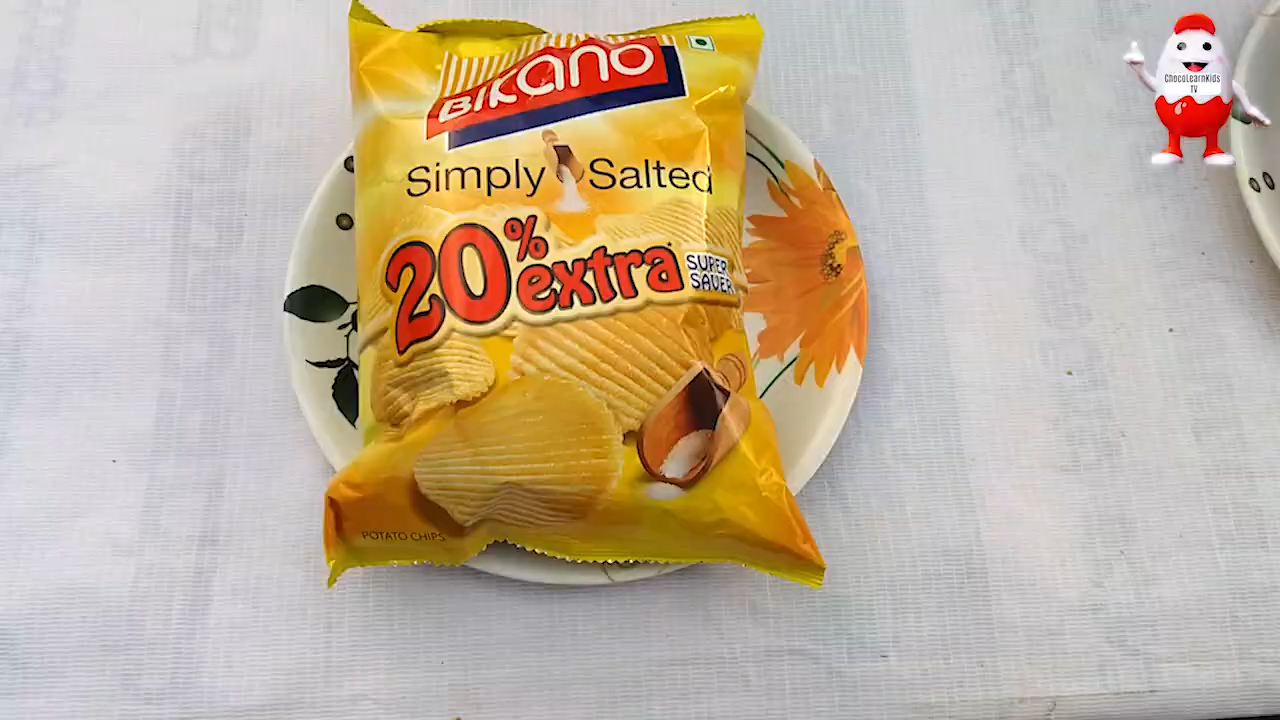 BIKANO
Simply Salted
20% extra
SUPER
SAVER
POTATO CHIPS
ChocoLearnKids
TV